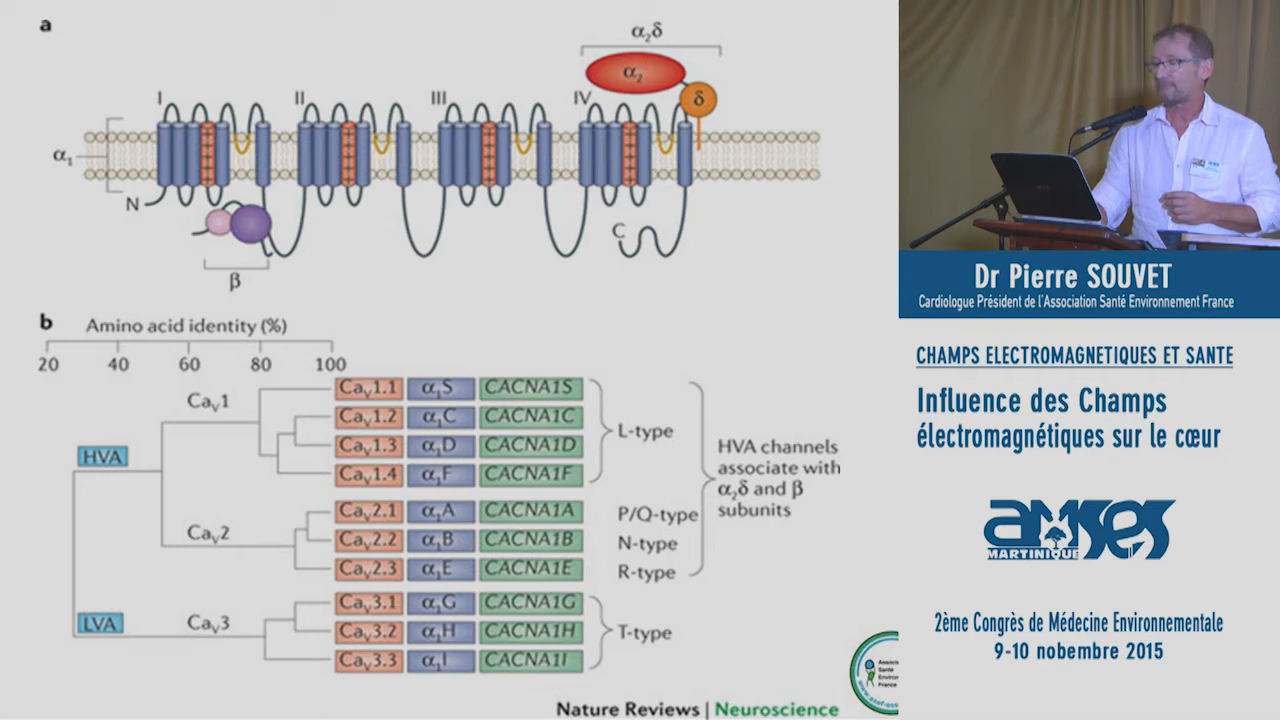 a
α₂δ
α₂
δ
I
II
III
IV
α₁
N
C
β
b
Amino acid identity (%)
20 40 60 80 100
Caᵥ1
HVA
Caᵥ2
LVA
Caᵥ3
Caᵥ1.1 α₁S CACNA1S
Caᵥ1.2 α₁C CACNA1C
Caᵥ1.3 α₁D CACNA1D
Caᵥ1.4 α₁F CACNA1F
L-type
Caᵥ2.1 α₁A CACNA1A P/Q-type
Caᵥ2.2 α₁B CACNA1B N-type
Caᵥ2.3 α₁E CACNA1E R-type
HVA channels
associate with
α₂δ and β
subunits
Caᵥ3.1 α₁G CACNA1G
Caᵥ3.2 α₁H CACNA1H
Caᵥ3.3 α₁I CACNA1I
T-type
Nature Reviews | Neuroscience
Dr Pierre SOUVET
Cardiologue Président de l'Association Santé Environnement France
CHAMPS ELECTROMAGNETIQUES ET SANTE
Influence des Champs
électromagnétiques sur le cœur
AMSES
MARTINIQUE
2ème Congrès de Médecine Environnementale
9-10 nobembre 2015